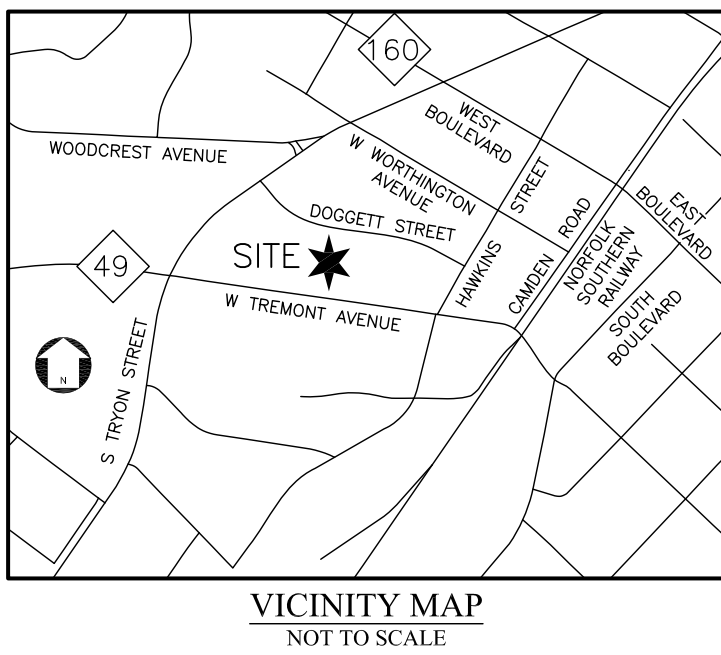 160
WEST
BOULEVARD
WOODCREST AVENUE
W WORTHINGTON
AVENUE
STREET
HAWKINS
DOGGETT STREET
ROAD
CAMDEN
EAST
BOULEVARD
NORFOLK
SOUTHERN
RAILWAY
SITE
49
W TREMONT AVENUE
SOUTH
BOULEVARD
S TRYON STREET
N
VICINITY MAP
NOT TO SCALE